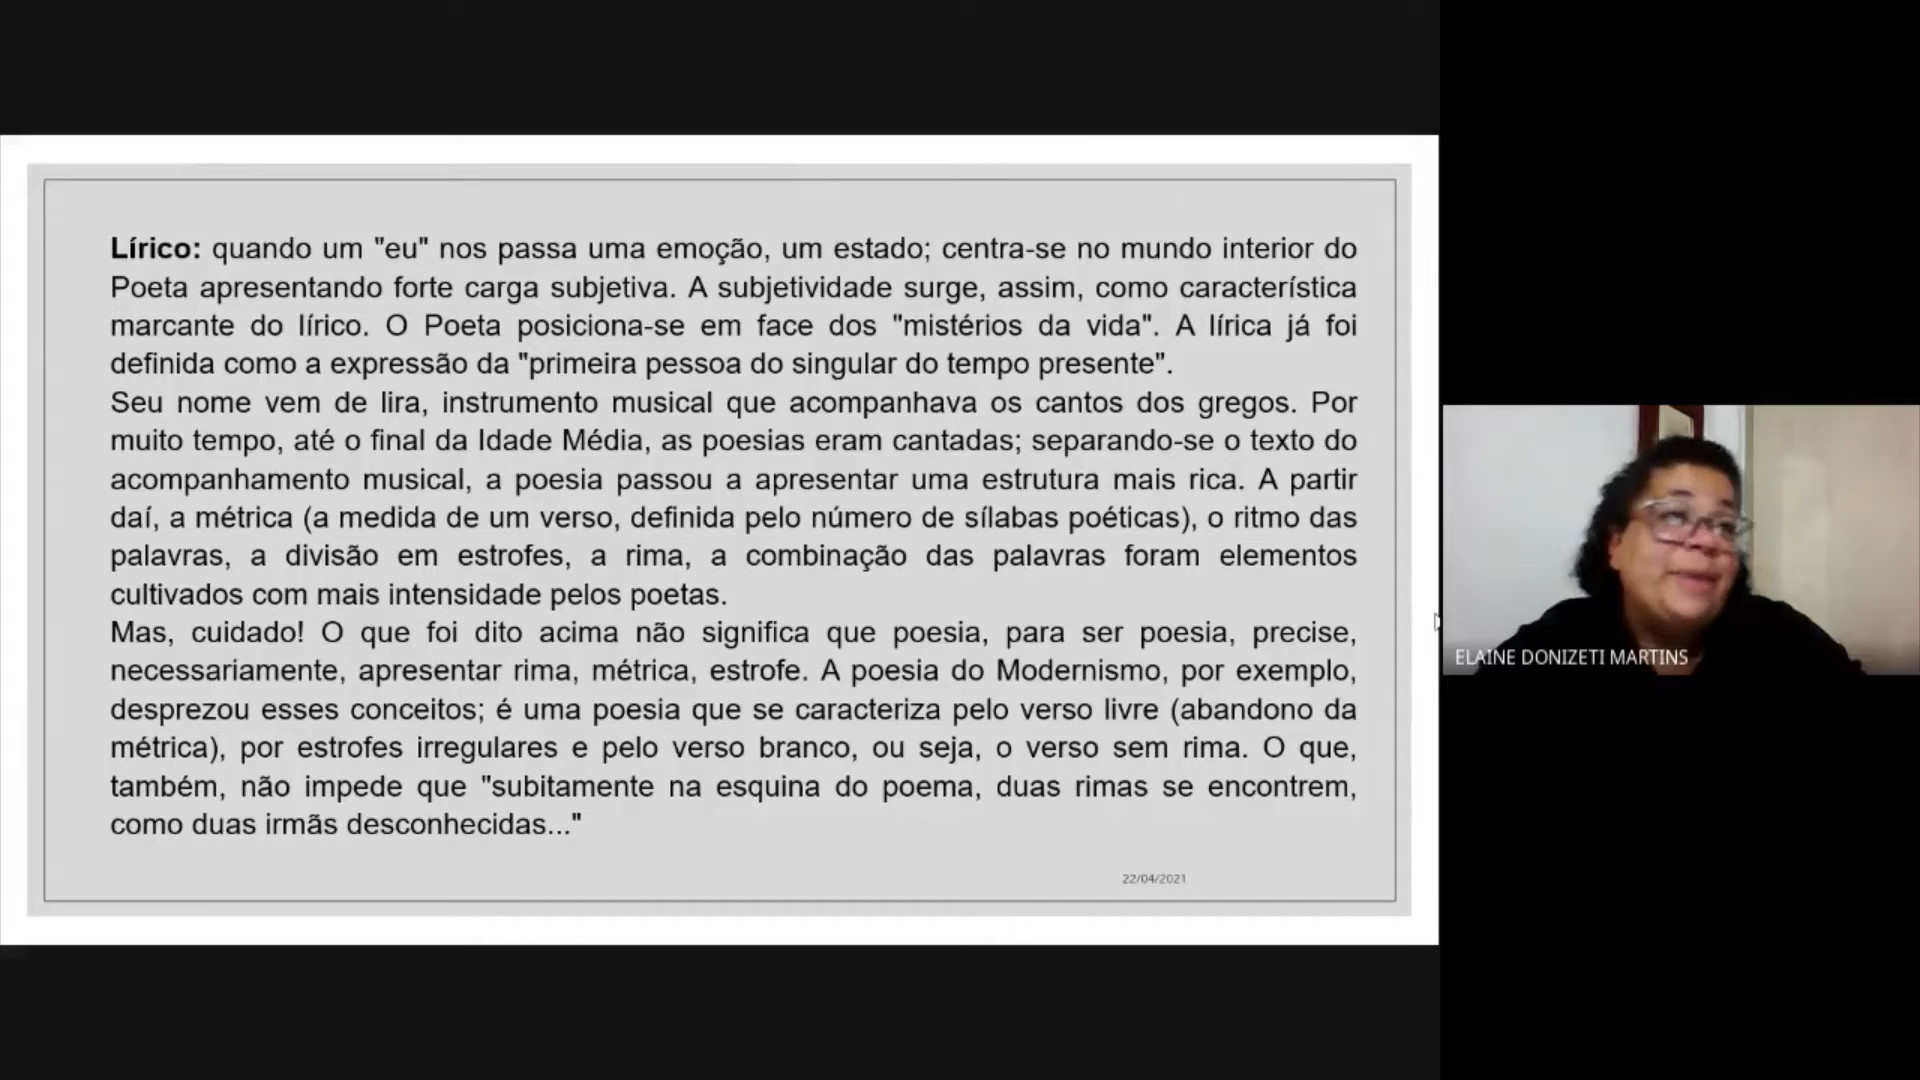 Lírico: quando um "eu" nos passa uma emoção, um estado; centra-se no mundo interior do
Poeta apresentando forte carga subjetiva. A subjetividade surge, assim, como característica
marcante do lírico. O Poeta posiciona-se em face dos "mistérios da vida". A lírica já foi
definida como a expressão da "primeira pessoa do singular do tempo presente".
Seu nome vem de lira, instrumento musical que acompanhava os cantos dos gregos. Por
muito tempo, até o final da Idade Média, as poesias eram cantadas; separando-se o texto do
acompanhamento musical, a poesia passou a apresentar uma estrutura mais rica. A partir
daí, a métrica (a medida de um verso, definida pelo número de sílabas poéticas), o ritmo das
palavras, a divisão em estrofes, a rima, a combinação das palavras foram elementos
cultivados com mais intensidade pelos poetas.
Mas, cuidado! O que foi dito acima não significa que poesia, para ser poesia, precise,
necessariamente, apresentar rima, métrica, estrofe. A poesia do Modernismo, por exemplo,
desprezou esses conceitos; é uma poesia que se caracteriza pelo verso livre (abandono da
métrica), por estrofes irregulares e pelo verso branco, ou seja, o verso sem rima. O que,
também, não impede que "subitamente na esquina do poema, duas rimas se encontrem,
como duas irmãs desconhecidas..."
22/04/2021
ELAINE DONIZETI MARTINS